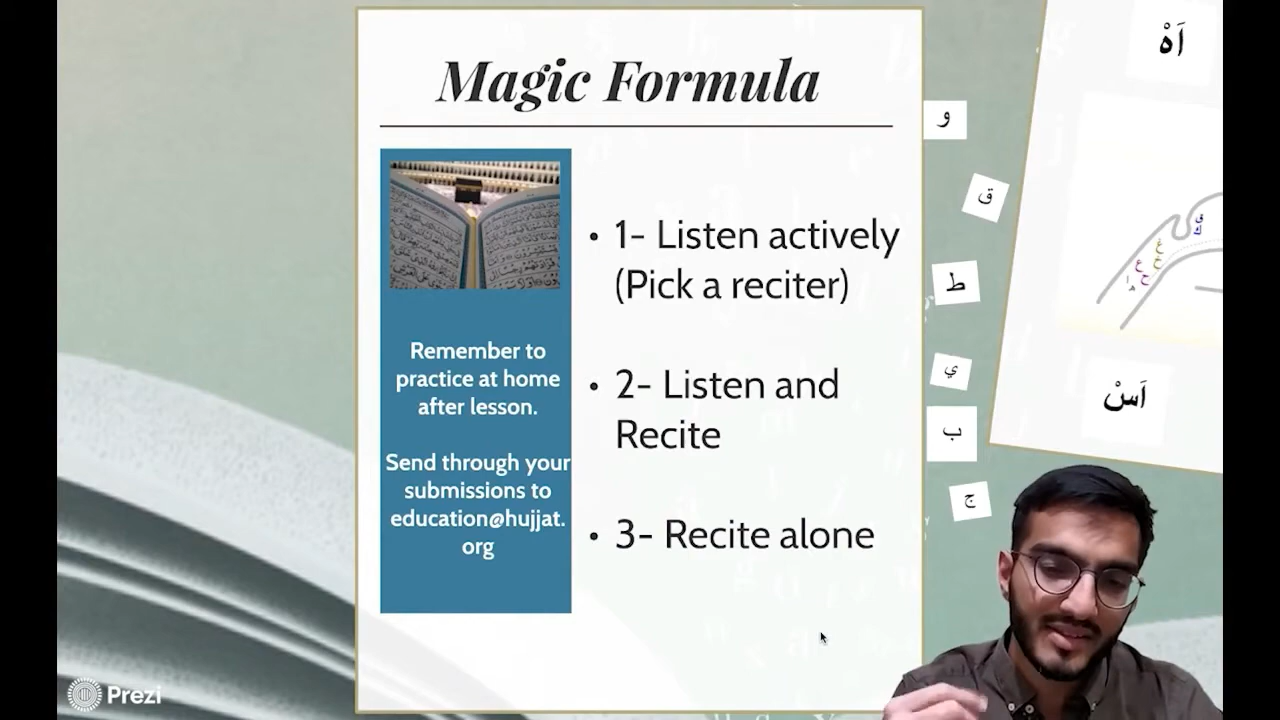 Magic Formula
Remember to
practice at home
after lesson.
Send through your
submissions to
education@hujjat.
org
• 1- Listen actively
(Pick a reciter)
• 2- Listen and
Recite
• 3- Recite alone
و
ق
ط
ي
ب
ج
اَهْ
اَسْ
Prezi